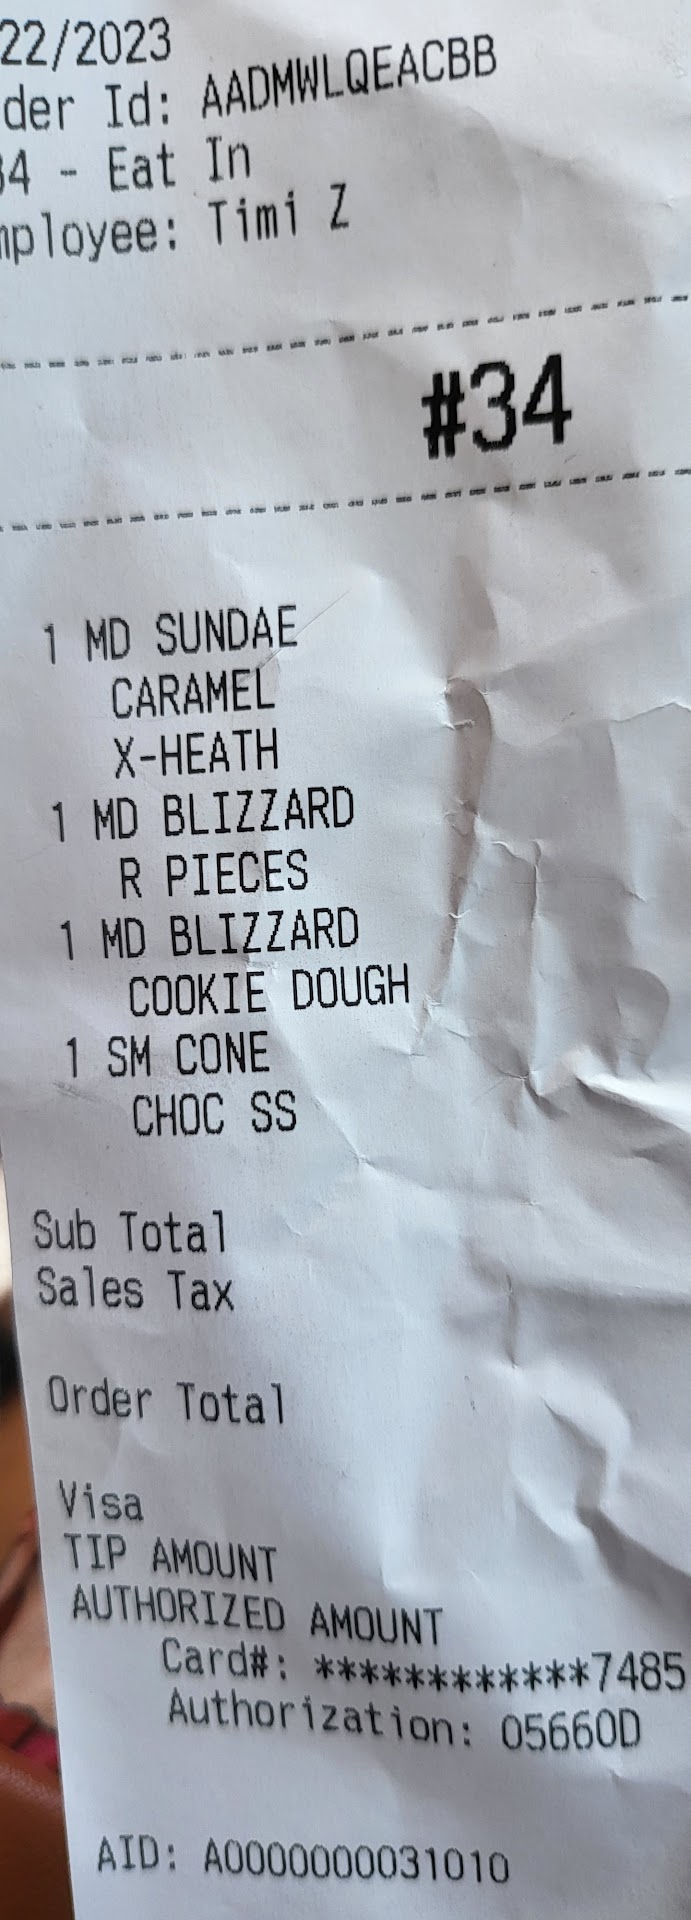 22/2023
der Id: AADMWLQEACBB
34 - Eat In
mployee: Timi Z
#34
1 MD SUNDAE
CARAMEL
X-HEATH
1 MD BLIZZARD
R PIECES
1 MD BLIZZARD
COOKIE DOUGH
1 SM CONE
CHOC SS
Sub Total
Sales Tax
Order Total
Visa
TIP AMOUNT
AUTHORIZED AMOUNT
Card#: ************7485
Authorization: 05660D
AID: A0000000031010